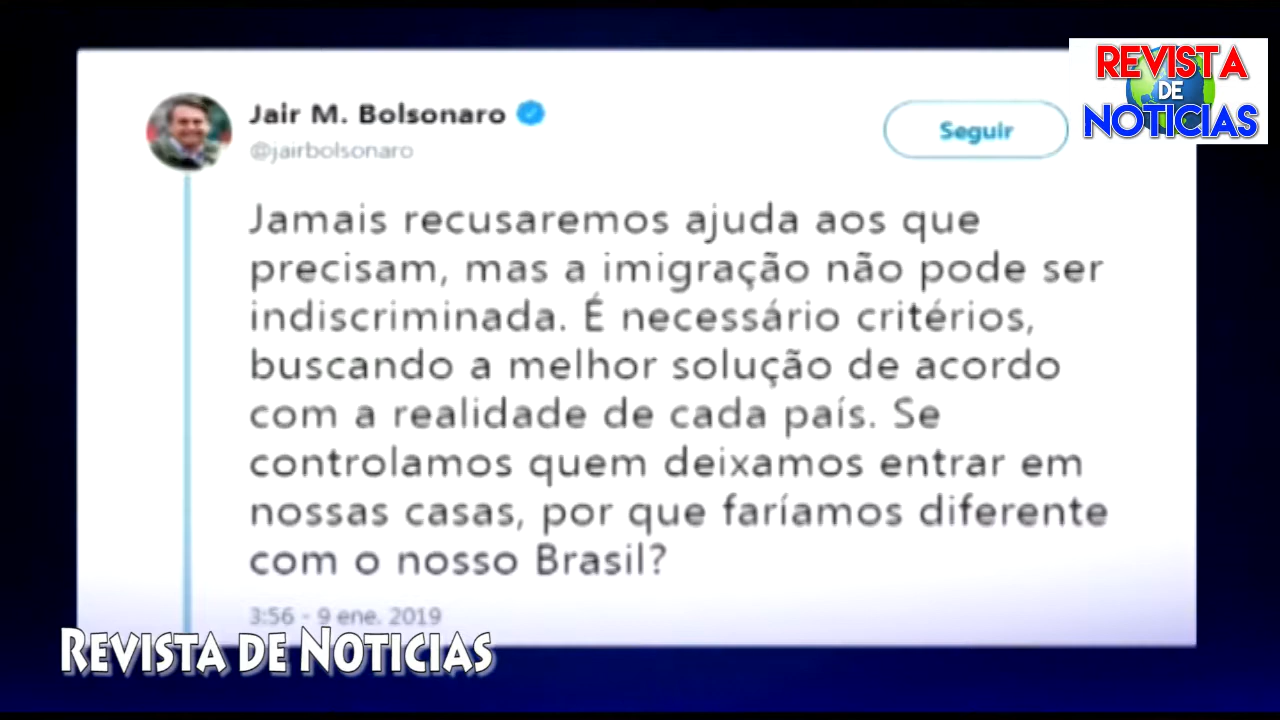 REVISTA
DE
NOTICIAS
Jair M. Bolsonaro
@jairbolsonaro
Seguir
Jamais recusaremos ajuda aos que
precisam, mas a imigração não pode ser
indiscriminada. É necessário critérios,
buscando a melhor solução de acordo
com a realidade de cada país. Se
controlamos quem deixamos entrar em
nossas casas, por que faríamos diferente
com o nosso Brasil?
3:56 - 9 ene. 2019
REVISTA DE NOTICIAS